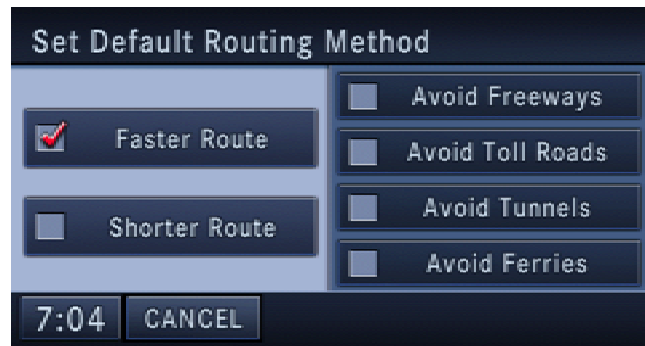 Set Default Routing Method
Faster Route
Shorter Route
Avoid Freeways
Avoid Toll Roads
Avoid Tunnels
Avoid Ferries
7:04 CANCEL